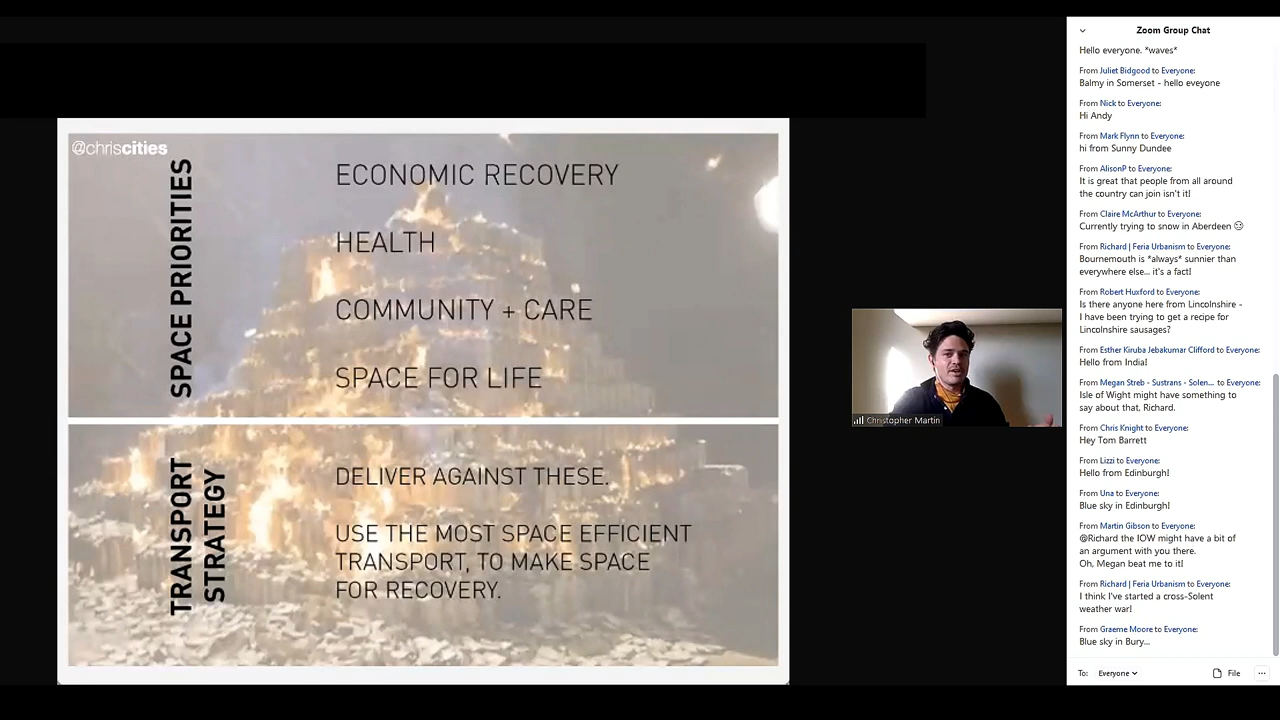 @chriscities
SPACE PRIORITIES
ECONOMIC RECOVERY
HEALTH
COMMUNITY + CARE
SPACE FOR LIFE
TRANSPORT
STRATEGY
DELIVER AGAINST THESE.
USE THE MOST SPACE EFFICIENT
TRANSPORT, TO MAKE SPACE
FOR RECOVERY.
Christopher Martin
Zoom Group Chat
Hello everyone. *waves*
From Juliet Bidgood to Everyone:
Balmy in Somerset - hello eveyone
From Nick to Everyone:
Hi Andy
From Mark Flynn to Everyone:
hi from Sunny Dundee
From AlisonP to Everyone:
It is great that people from all around
the country can join isn't it!
From Claire McArthur to Everyone:
Currently trying to snow in Aberdeen
From Richard | Feria Urbanism to Everyone:
Bournemouth is *always* sunnier than
everywhere else... it's a fact!
From Robert Huxford to Everyone:
Is there anyone here from Lincolnshire -
I have been trying to get a recipe for
Lincolnshire sausages?
From Esther Kiruba Jebakumar Clifford to Everyone:
Hello from India!
From Megan Streb - Sustrans - Solen... to Everyone:
Isle of Wight might have something to
say about that, Richard.
From Chris Knight to Everyone:
Hey Tom Barrett
From Lizzi to Everyone:
Hello from Edinburgh!
From Una to Everyone:
Blue sky in Edinburgh!
From Martin Gibson to Everyone:
@Richard the IOW might have a bit of
an argument with you there.
Oh, Megan beat me to it!
From Richard | Feria Urbanism to Everyone:
I think I've started a cross-Solent
weather war!
From Graeme Moore to Everyone:
Blue sky in Bury...
To: Everyone
File